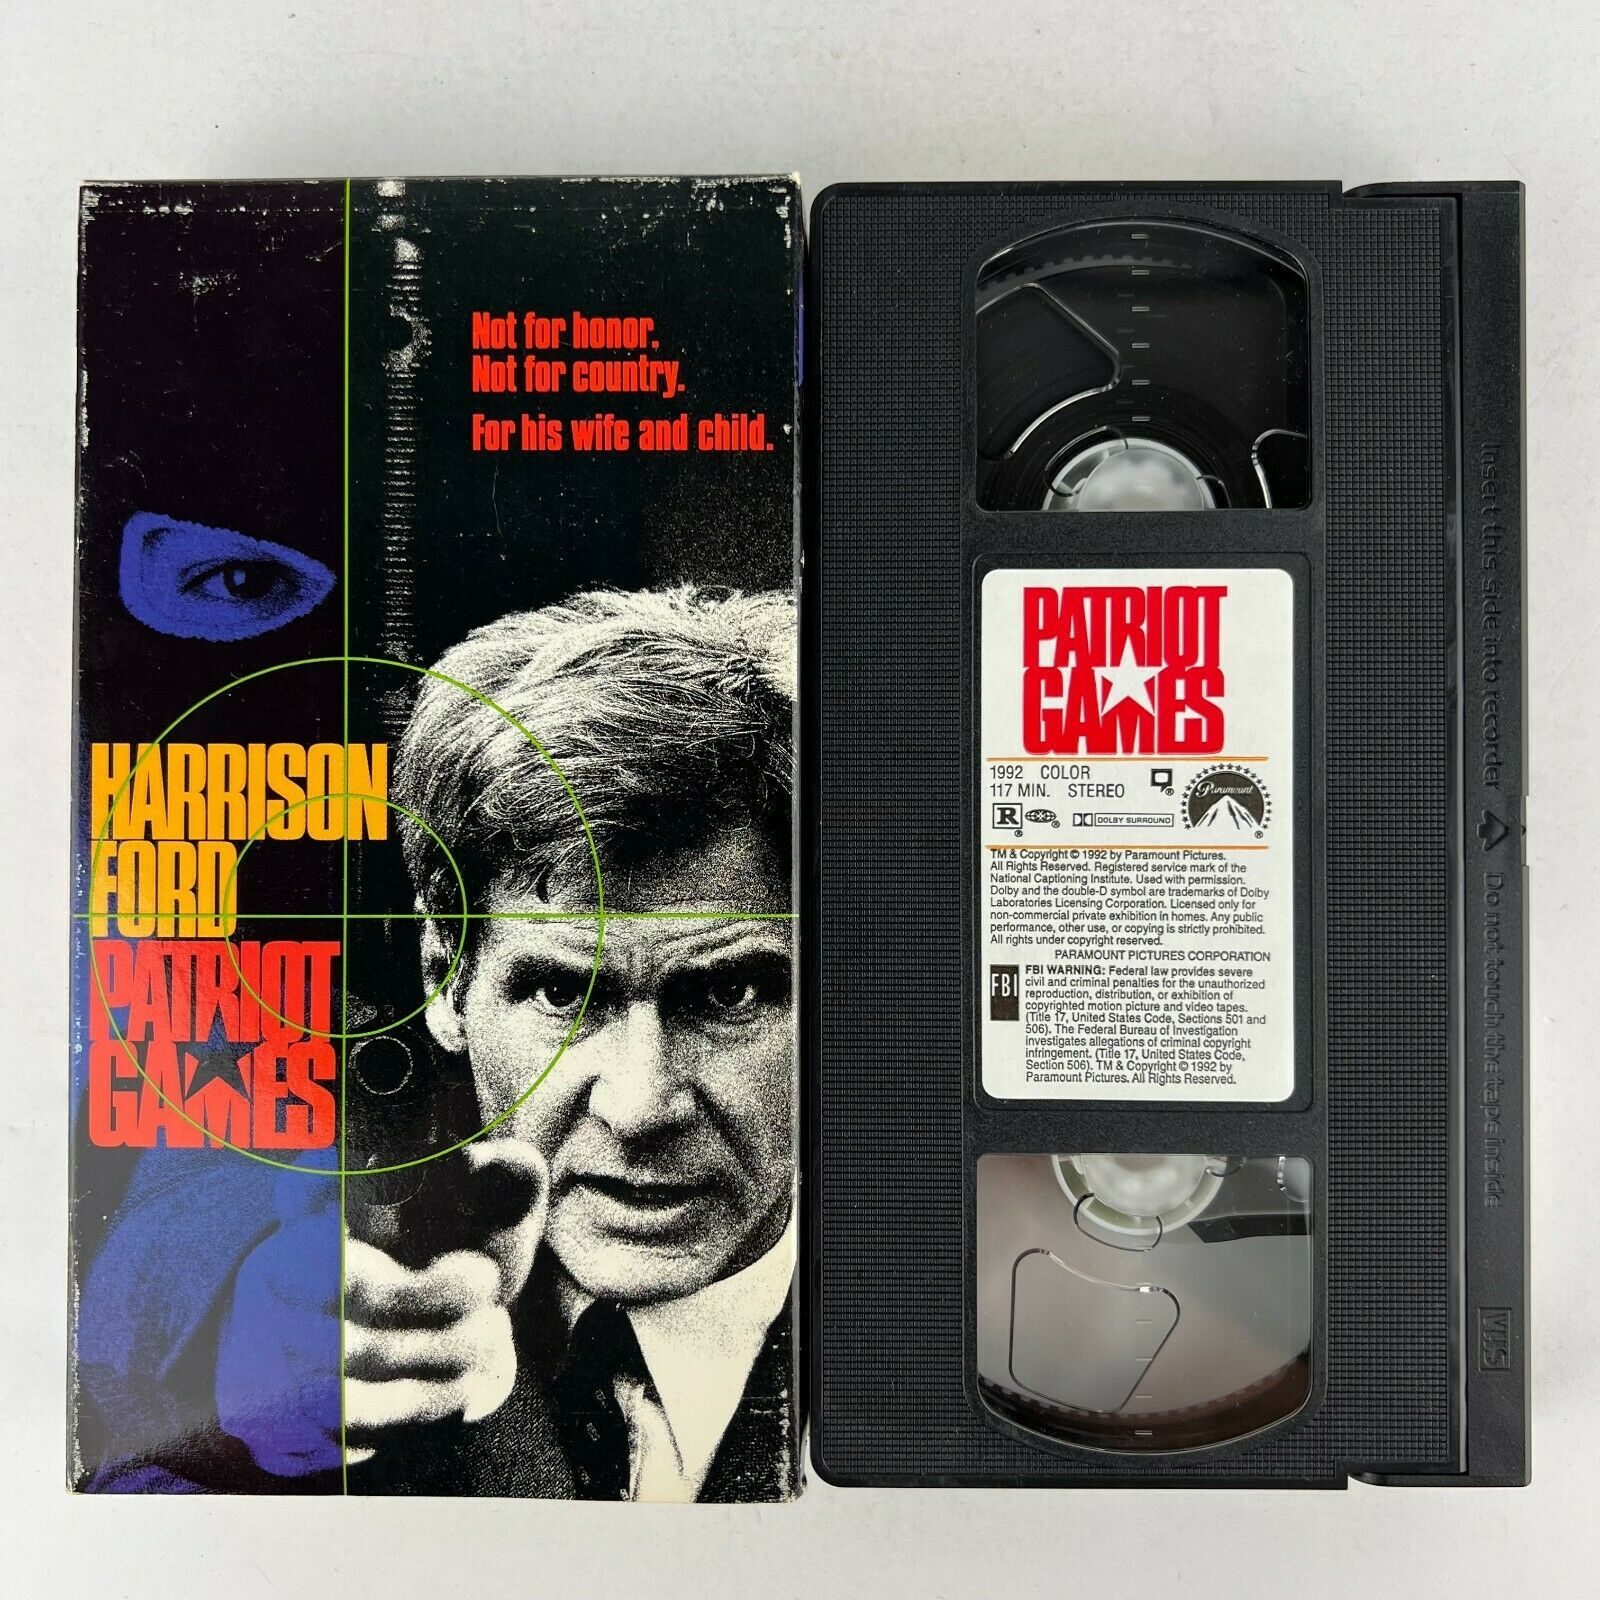 Not for honor.
Not for country.
For his wife and child.
HARRISON
FORD
PATRIOT
GAMES
PATRIOT
GAMES
1992 COLOR
117 MIN. STEREO
R
DOLBY SURROUND
Paramount
TM & Copyright © 1992 by Paramount Pictures.
All Rights Reserved. Registered service mark of the
National Captioning Institute. Used with permission.
Dolby and the double-D symbol are trademarks of Dolby
Laboratories Licensing Corporation. Licensed only for
non-commercial private exhibition in homes. Any public
performance, other use, or copying is strictly prohibited.
All rights under copyright reserved.
PARAMOUNT PICTURES CORPORATION
FBI
FBI WARNING: Federal law provides severe
civil and criminal penalties for the unauthorized
reproduction, distribution, or exhibition of
copyrighted motion picture and video tapes.
(Title 17, United States Code, Sections 501 and
506). The Federal Bureau of Investigation
investigates allegations of criminal copyright
infringement. (Title 17, United States Code,
Section 506). TM & Copyright © 1992 by
Paramount Pictures. All Rights Reserved.
Insert this side into recorder Do not touch the tape inside
VHS